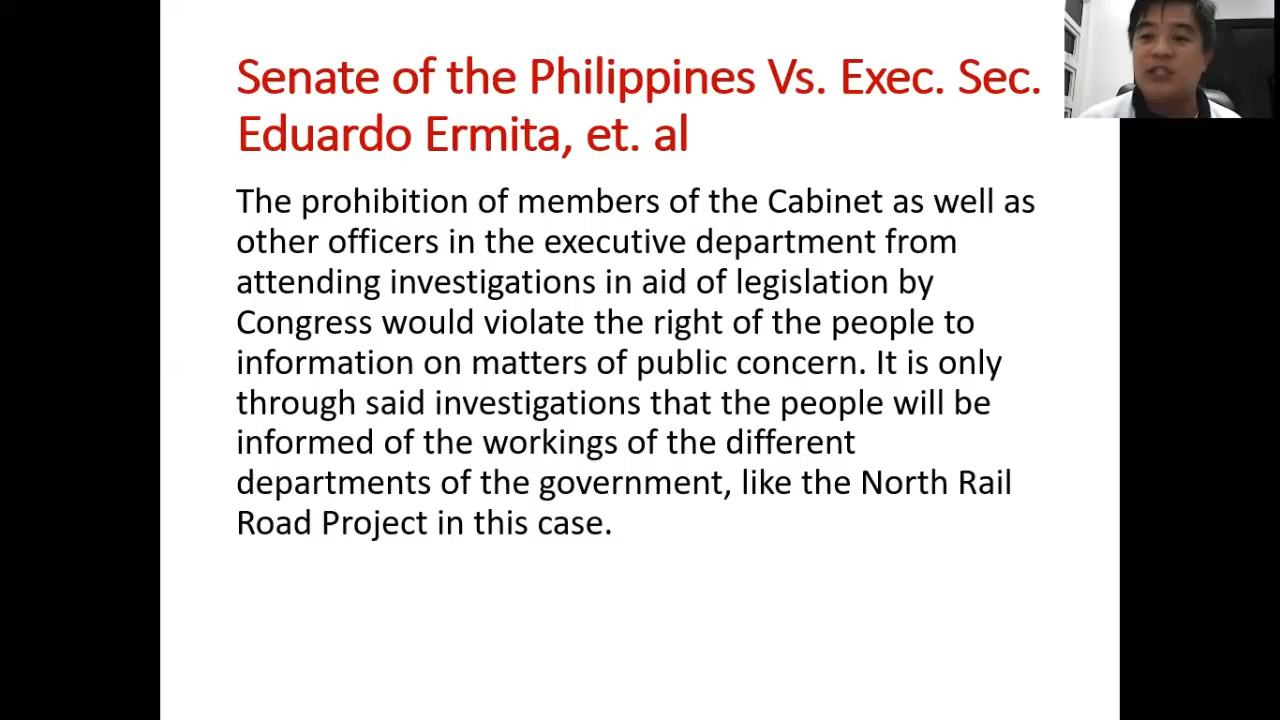 Senate of the Philippines Vs. Exec. Sec.
Eduardo Ermita, et. al
The prohibition of members of the Cabinet as well as
other officers in the executive department from
attending investigations in aid of legislation by
Congress would violate the right of the people to
information on matters of public concern. It is only
through said investigations that the people will be
informed of the workings of the different
departments of the government, like the North Rail
Road Project in this case.